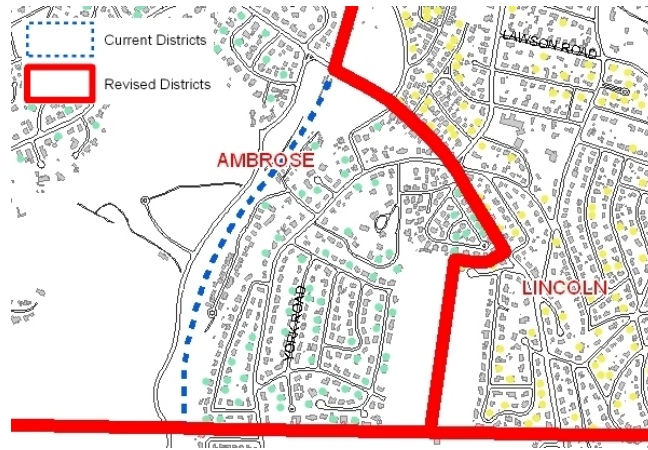 Current Districts
Revised Districts
LAWSON ROAD
AMBROSE
LINCOLN
YORK ROAD